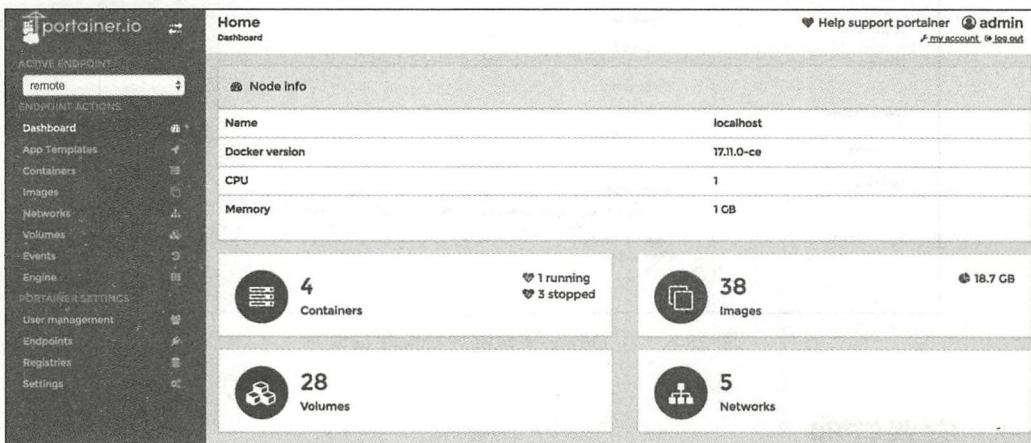 portainer.io
ACTIVE ENDPOINT
remote
ENDPOINT ACTIONS
Dashboard
App Templates
Containers
Images
Networks
Volumes
Events
Engine
PORTAINER SETTINGS
User management
Endpoints
Registries
Settings
Home
Dashboard
Help support portainer admin
my account log out
Node info
Name localhost
Docker version 17.11.0-ce
CPU 1
Memory 1 GB
4
Containers
1 running
3 stopped
38
Images
18.7 GB
28
Volumes
5
Networks